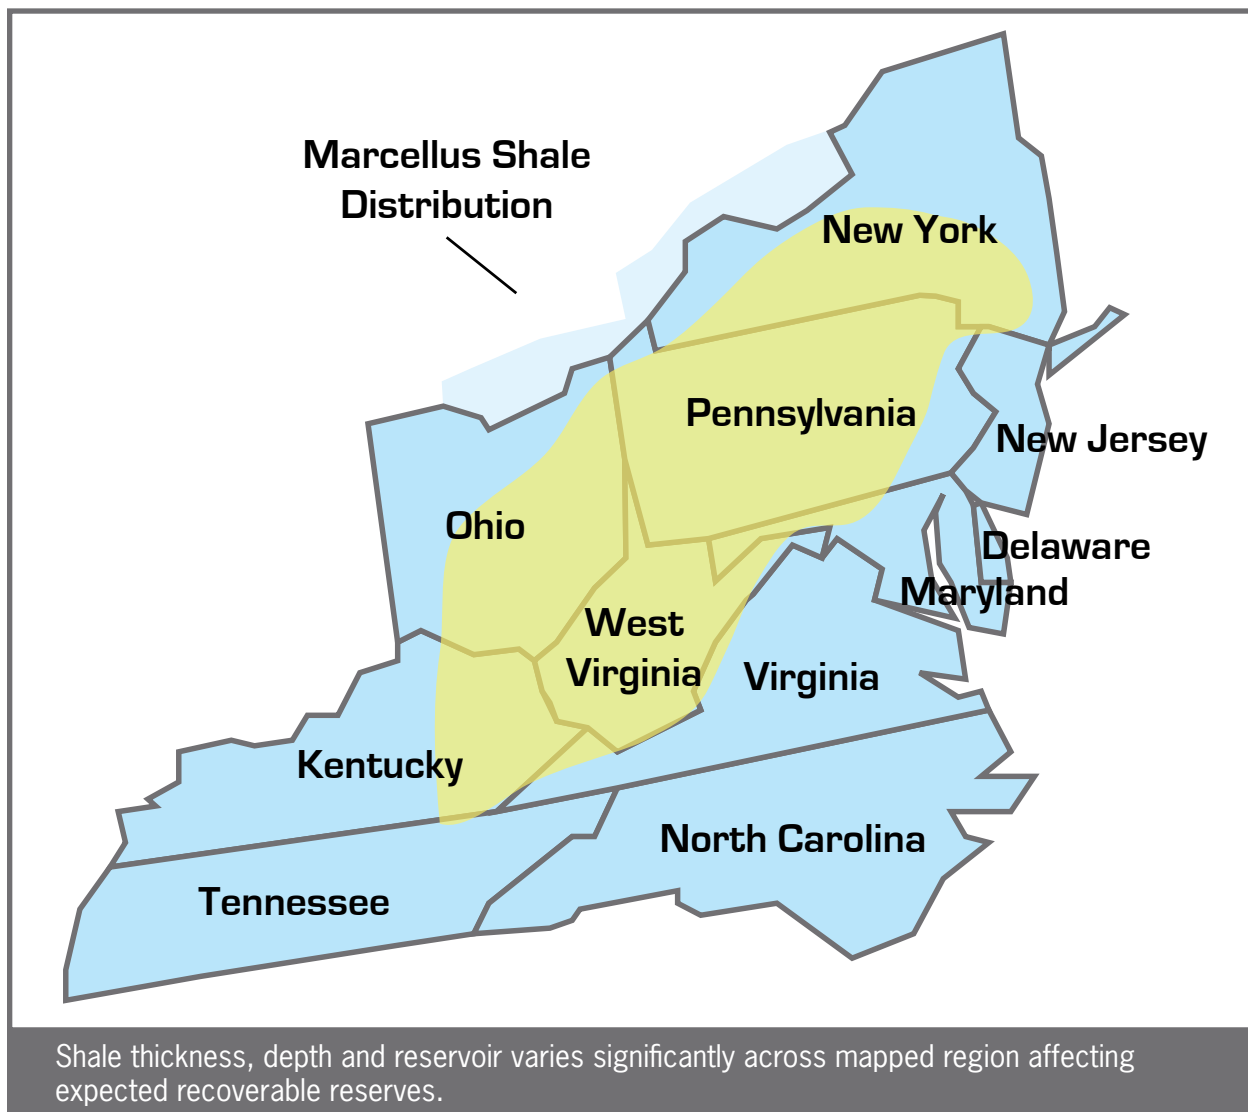 Marcellus Shale
Distribution
New York
Pennsylvania
New Jersey
Ohio
Delaware
Maryland
West
Virginia
Virginia
Kentucky
North Carolina
Tennessee
Shale thickness, depth and reservoir varies significantly across mapped region affecting
expected recoverable reserves.